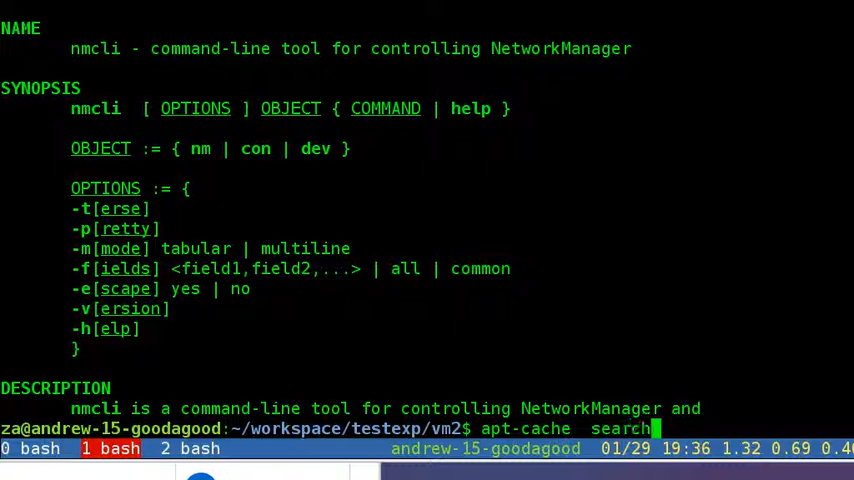 NAME
nmcli - command-line tool for controlling NetworkManager
SYNOPSIS
nmcli [ OPTIONS ] OBJECT { COMMAND | help }
OBJECT := { nm | con | dev }
OPTIONS := {
-t[erse]
-p[retty]
-m[mode] tabular | multiline
-f[ields] <field1,field2,...> | all | common
-e[scape] yes | no
-v[ersion]
-h[elp]
}
DESCRIPTION
nmcli is a command-line tool for controlling NetworkManager and
za@andrew-15-goodagood:~/workspace/testexp/vm2$ apt-cache  search
0 bash  1 bash  2 bash andrew-15-goodagood 01/29 19:36 1.32 0.69 0.4